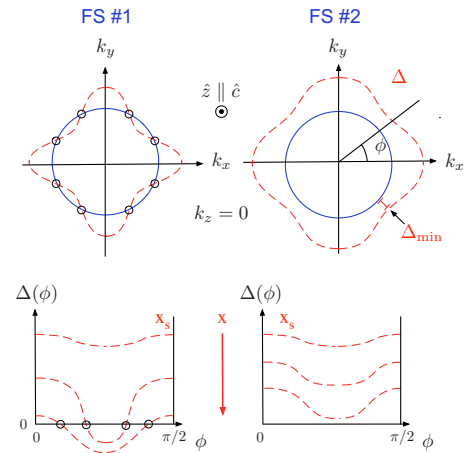 FS #1
FS #2
k_y
k_y
ẑ ∥ ĉ
Δ
ϕ
k_x
k_x
k_z = 0
Δ_min
Δ(ϕ)
x_s
x
Δ(ϕ)
x_s
0
0
π/2
ϕ
0
π/2
ϕ